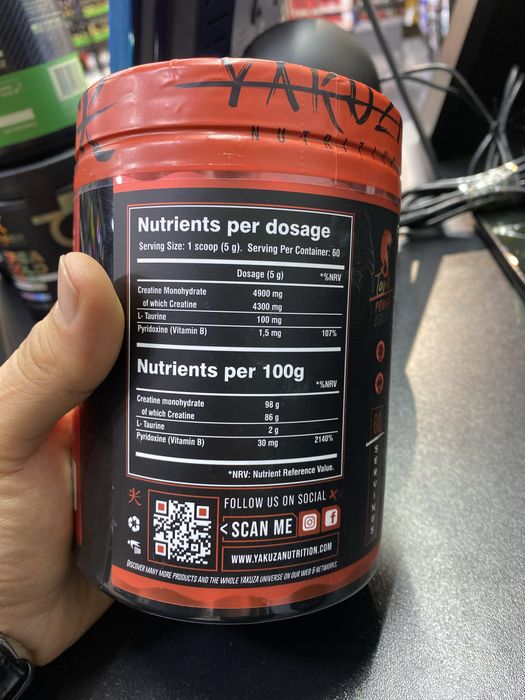 YAKUZ
NUTRITIO
Nutrients per dosage
Serving Size: 1 scoop (5 g). Serving Per Container: 60
Dosage (5 g) *%NRV
Creatine Monohydrate 4900 mg
of which Creatine 4300 mg
L- Taurine 100 mg
Pyridoxine (Vitamin B) 1,5 mg 107%
Nutrients per 100g
*%NRV
Creatine monohydrate 98 g
of which Creatine 86 g
L- Taurine 2 g
Pyridoxine (Vitamin B) 30 mg 2140%
*NRV: Nutrient Reference Value.
FOLLOW US ON SOCIAL
<SCAN ME
WWW.YAKUZANUTRITION.COM
DISCOVER MANY MORE PRODUCTS AND THE WHOLE YAKUZA UNIVERSE ON OUR WEB & NETWORKS.
60
SERVINGS